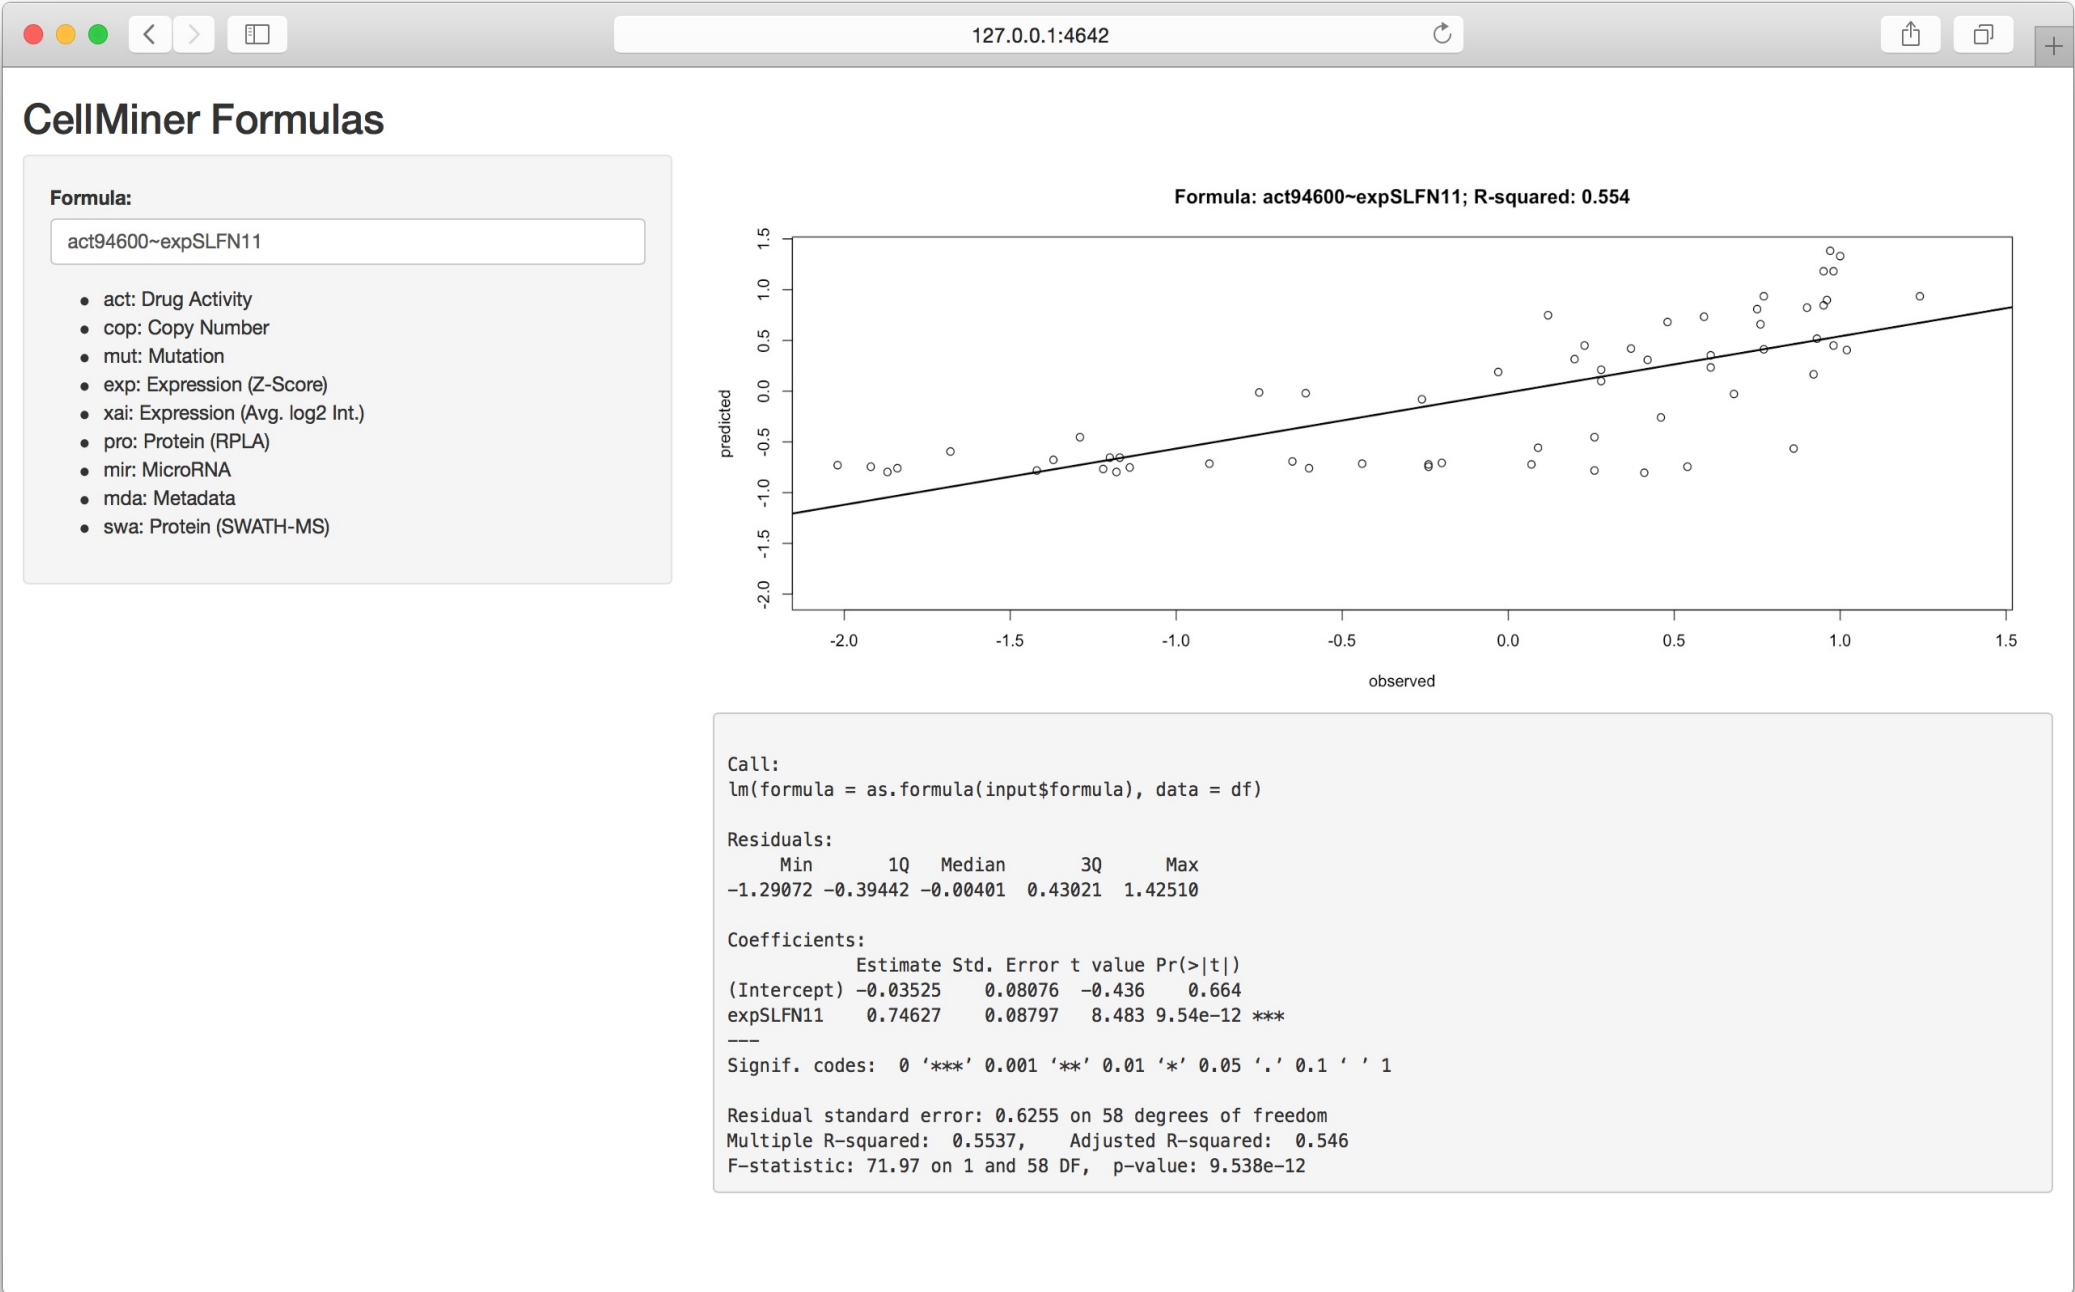 127.0.0.1:4642
CellMiner Formulas
Formula:
act94600~expSLFN11
act: Drug Activity
cop: Copy Number
mut: Mutation
exp: Expression (Z-Score)
xai: Expression (Avg. log2 Int.)
pro: Protein (RPLA)
mir: MicroRNA
mda: Metadata
swa: Protein (SWATH-MS)
Formula: act94600~expSLFN11; R-squared: 0.554
predicted
1.5
1.0
0.5
0.0
-0.5
-1.0
-1.5
-2.0
-2.0 -1.5 -1.0 -0.5 0.0 0.5 1.0 1.5
observed
Call:
lm(formula = as.formula(input$formula), data = df)
Residuals:
     Min       1Q   Median       3Q      Max
-1.29072 -0.39442 -0.00401  0.43021  1.42510
Coefficients:
            Estimate Std. Error t value Pr(>|t|)
(Intercept) -0.03525    0.08076  -0.436    0.664
expSLFN11    0.74627    0.08797   8.483 9.54e-12 ***
---
Signif. codes:  0 ‘***’ 0.001 ‘**’ 0.01 ‘*’ 0.05 ‘.’ 0.1 ‘ ’ 1
Residual standard error: 0.6255 on 58 degrees of freedom
Multiple R-squared:  0.5537,    Adjusted R-squared:  0.546
F-statistic: 71.97 on 1 and 58 DF,  p-value: 9.538e-12